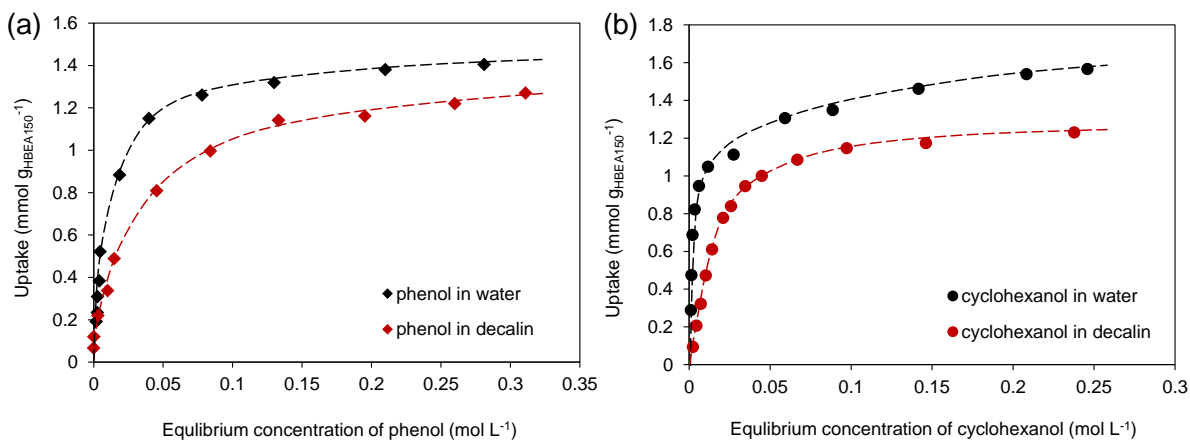 (a)
Uptake (mmol g_HBEA150^-1)
1.6
1.4
1.2
1
0.8
0.6
0.4
0.2
0
0 0.05 0.1 0.15 0.2 0.25 0.3 0.35
phenol in water
phenol in decalin
Equlibrium concentration of phenol (mol L^-1)
(b)
Uptake (mmol g_HBEA150^-1)
1.8
1.6
1.4
1.2
1
0.8
0.6
0.4
0.2
0
0 0.05 0.1 0.15 0.2 0.25 0.3
cyclohexanol in water
cyclohexanol in decalin
Equlibrium concentration of cyclohexanol (mol L^-1)